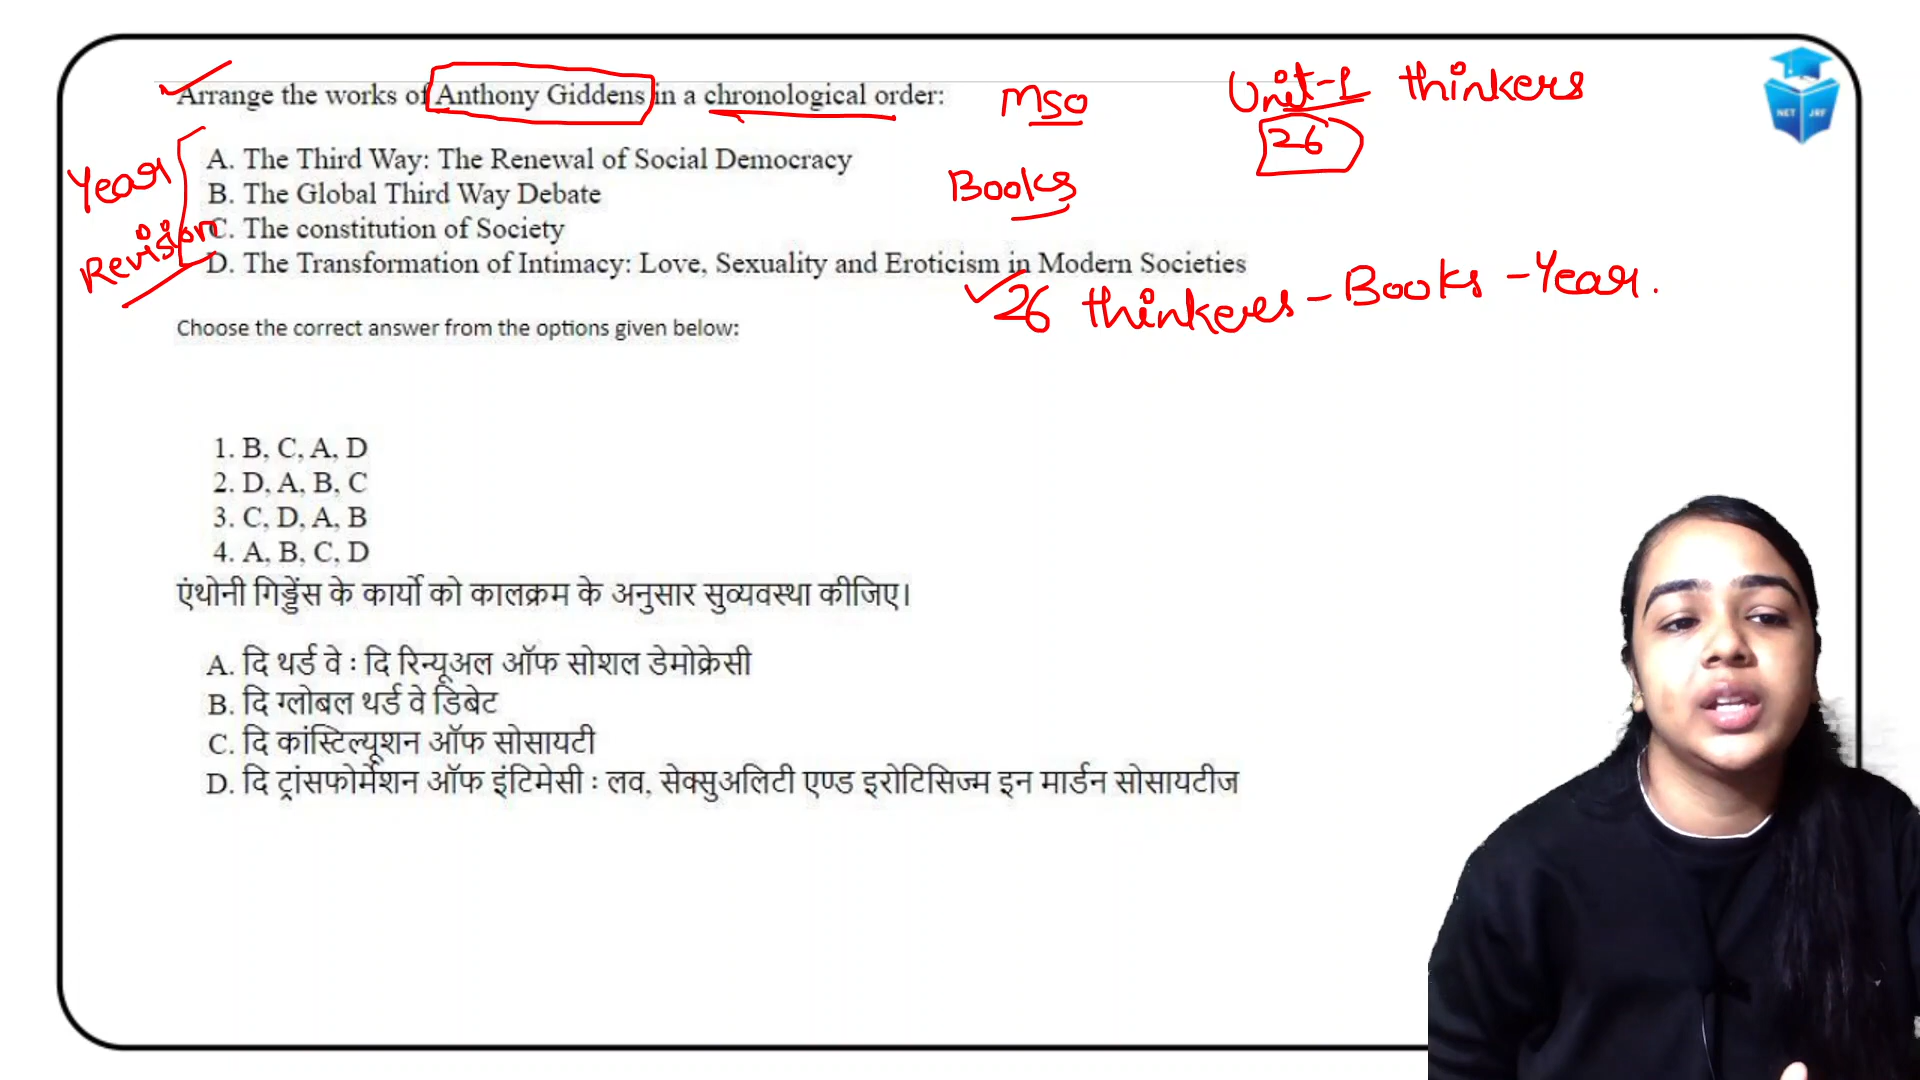 Arrange the works of Anthony Giddens in a chronological order:
MSO
Unit-1 thinkers
26
NET JRF
Year
Revision
A. The Third Way: The Renewal of Social Democracy
B. The Global Third Way Debate
C. The constitution of Society
D. The Transformation of Intimacy: Love, Sexuality and Eroticism in Modern Societies
Books
26 thinkers - Books - Year.
Choose the correct answer from the options given below:
1. B, C, A, D
2. D, A, B, C
3. C, D, A, B
4. A, B, C, D
एंथोनी गिड्डेंस के कार्यो को कालक्रम के अनुसार सुव्यवस्था कीजिए।
A. दि थर्ड वे : दि रिन्यूअल ऑफ सोशल डेमोक्रेसी
B. दि ग्लोबल थर्ड वे डिबेट
C. दि कांस्टिल्यूशन ऑफ सोसायटी
D. दि ट्रांसफोर्मेशन ऑफ इंटिमेसी : लव, सेक्सुअलिटी एण्ड इरोटिसिज्म इन मार्डन सोसायटीज